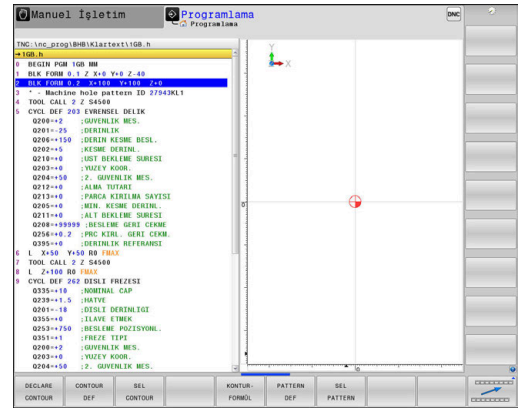 Manuel İşletim
Programlama
Programlama
DNC
TNC:\nc_prog\BHB\Klartext\1GB.h
→1GB.h
0 BEGIN PGM 1GB MM
1 BLK FORM 0.1 Z X+0 Y+0 Z-40
2 BLK FORM 0.2 X+100 Y+100 Z+0
3 * - Machine hole pattern ID 27943KL1
4 TOOL CALL 2 Z S4500
5 CYCL DEF 203 EVRENSEL DELIK
Q200=+2 ;GUVENLIK MES.
Q201=-25 ;DERINLIK
Q206=+150 ;DERIN KESME BESL.
Q202=+5 ;KESME DERINL.
Q210=+0 ;UST BEKLEME SURESI
Q203=+0 ;YUZEY KOOR.
Q204=+50 ;2. GUVENLIK MES.
Q212=+0 ;ALMA TUTARI
Q213=+0 ;PARCA KIRILMA SAYISI
Q205=+0 ;MIN. KESME DERINL.
Q211=+0 ;ALT BEKLEME SURESI
Q208=+99999 ;BESLEME GERI CEKME
Q256=+0.2 ;PRC KIRL. GERI CEKM.
Q395=+0 ;DERINLIK REFERANSI
6 L X+50 Y+50 R0 FMAX
7 TOOL CALL 2 Z S4500
8 L Z+100 R0 FMAX
9 CYCL DEF 262 DISLI FREZESI
Q335=+10 ;NOMINAL CAP
Q239=+1.5 ;HATVE
Q201=-18 ;DISLI DERINLIGI
Q355=+0 ;ILAVE ETMEK
Q253=+750 ;BESLEME POZISYONL.
Q351=+1 ;FREZE TIPI
Q200=+2 ;GUVENLIK MES.
Q203=+0 ;YUZEY KOOR.
Q204=+50 ;2. GUVENLIK MES.
Y
X
0
0
DECLARE CONTOUR
CONTOUR DEF
SEL CONTOUR
KONTUR-FORMÜL
PATTERN DEF
SEL PATTERN